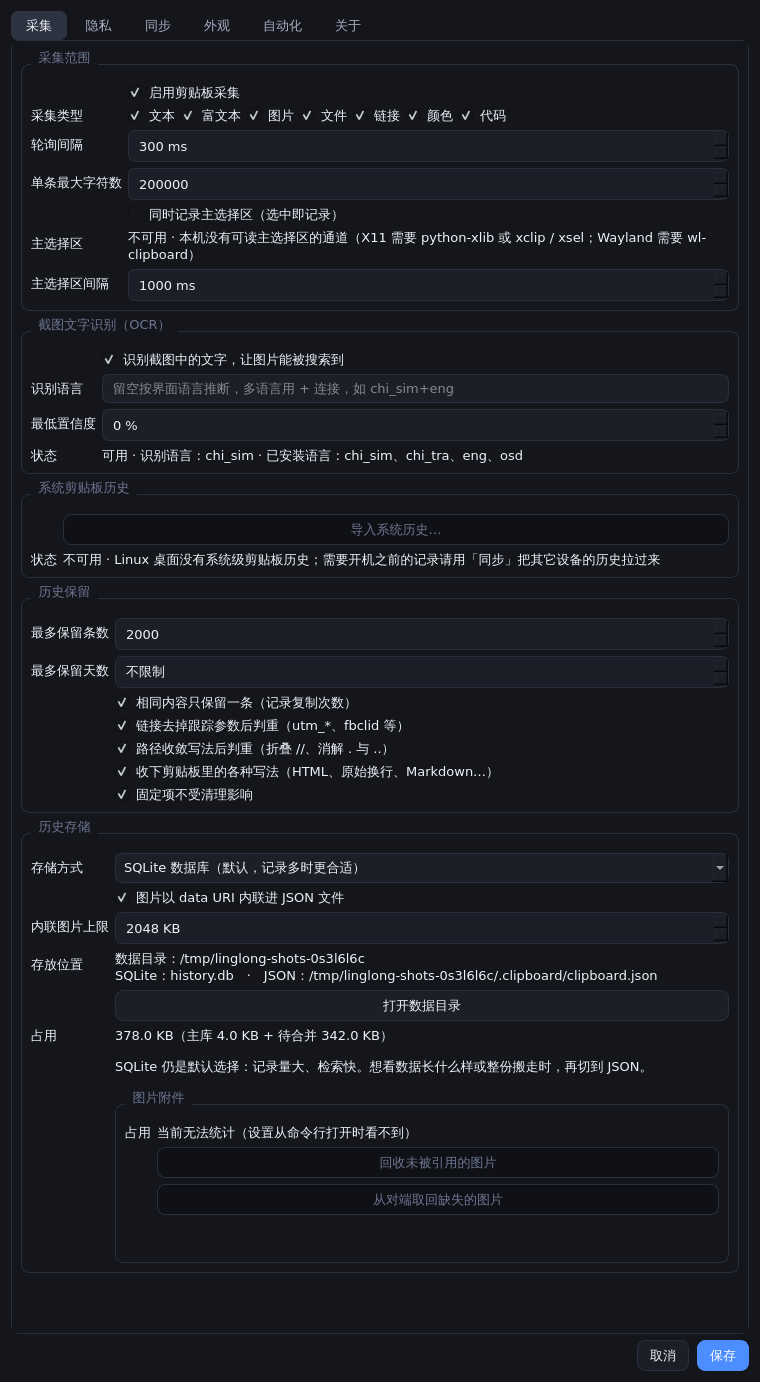 采集 隐私 同步 外观 自动化 关于
采集范围
启用剪贴板采集
采集类型 文本 富文本 图片 文件 链接 颜色 代码
轮询间隔 300 ms
单条最大字符数 200000
同时记录主选择区（选中即记录）
主选择区 不可用 · 本机没有可读主选择区的通道（X11 需要 python-xlib 或 xclip / xsel；Wayland 需要 wl-
clipboard）
主选择区间隔 1000 ms
截图文字识别（OCR）
识别截图中的文字，让图片能被搜索到
识别语言 留空按界面语言推断，多语言用 + 连接，如 chi_sim+eng
最低置信度 0 %
状态 可用 · 识别语言：chi_sim · 已安装语言：chi_sim、chi_tra、eng、osd
系统剪贴板历史
导入系统历史…
状态 不可用 · Linux 桌面没有系统级剪贴板历史；需要开机之前的记录请用「同步」把其它设备的历史拉过来
历史保留
最多保留条数 2000
最多保留天数 不限制
相同内容只保留一条（记录复制次数）
链接去掉跟踪参数后判重（utm_*、fbclid 等）
路径收敛写法后判重（折叠 //、消解 . 与 ..）
收下剪贴板里的各种写法（HTML、原始换行、Markdown…）
固定项不受清理影响
历史存储
存储方式 SQLite 数据库（默认，记录多时更合适）
图片以 data URI 内联进 JSON 文件
内联图片上限 2048 KB
存放位置 数据目录：/tmp/linglong-shots-0s3l6l6c
SQLite：history.db · JSON：/tmp/linglong-shots-0s3l6l6c/.clipboard/clipboard.json
打开数据目录
占用 378.0 KB（主库 4.0 KB + 待合并 342.0 KB）
SQLite 仍是默认选择：记录量大、检索快。想看数据长什么样或整份搬走时，再切到 JSON。
图片附件
占用 当前无法统计（设置从命令行打开时看不到）
回收未被引用的图片
从对端取回缺失的图片
取消 保存